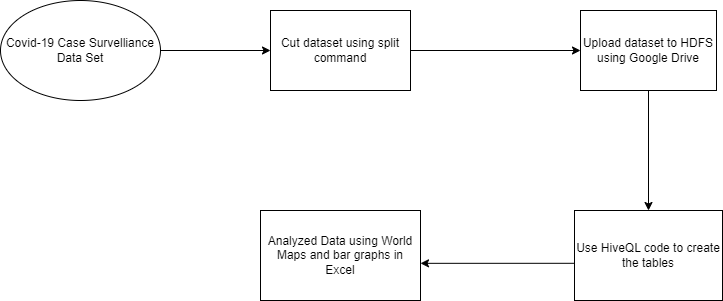 Covid-19 Case Survelliance
Data Set
Cut dataset using split
command
Upload dataset to HDFS
using Google Drive
Use HiveQL code to create
the tables
Analyzed Data using World
Maps and bar graphs in
Excel